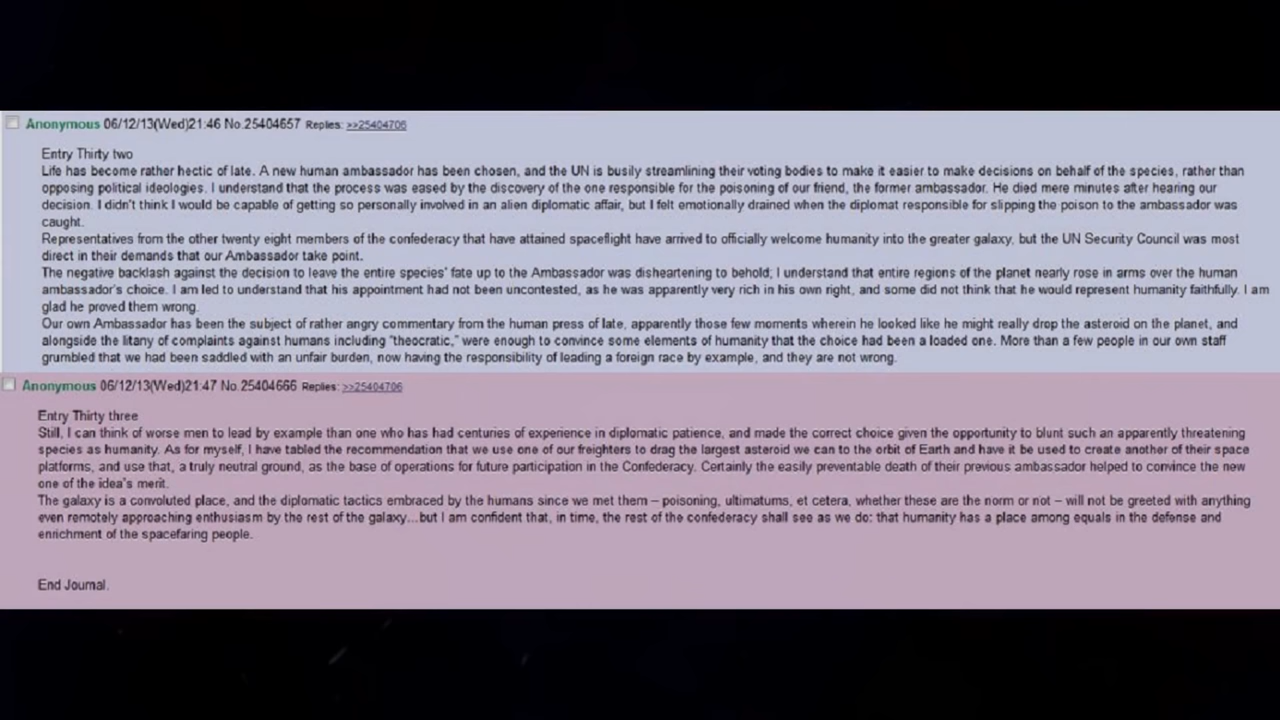 Anonymous 06/12/13(Wed)21:46 No.25404657 Replies: >>25404706
Entry Thirty two
Life has become rather hectic of late. A new human ambassador has been chosen, and the UN is busily streamlining their voting bodies to make it easier to make decisions on behalf of the species, rather than
opposing political ideologies. I understand that the process was eased by the discovery of the one responsible for the poisoning of our friend, the former ambassador. He died mere minutes after hearing our
decision. I didn't think I would be capable of getting so personally involved in an alien diplomatic affair, but I felt emotionally drained when the diplomat responsible for slipping the poison to the ambassador was
caught.
Representatives from the other twenty eight members of the confederacy that have attained spaceflight have arrived to officially welcome humanity into the greater galaxy, but the UN Security Council was most
direct in their demands that our Ambassador take point.
The negative backlash against the decision to leave the entire species' fate up to the Ambassador was disheartening to behold; I understand that entire regions of the planet nearly rose in arms over the human
ambassador's choice. I am led to understand that his appointment had not been uncontested, as he was apparently very rich in his own right, and some did not think that he would represent humanity faithfully. I am
glad he proved them wrong.
Our own Ambassador has been the subject of rather angry commentary from the human press of late, apparently those few moments wherein he looked like he might really drop the asteroid on the planet, and
alongside the litany of complaints against humans including "theocratic," were enough to convince some elements of humanity that the choice had been a loaded one. More than a few people in our own staff
grumbled that we had been saddled with an unfair burden, now having the responsibility of leading a foreign race by example, and they are not wrong.
Anonymous 06/12/13(Wed)21:47 No.25404666 Replies: >>25404706
Entry Thirty three
Still, I can think of worse men to lead by example than one who has had centuries of experience in diplomatic patience, and made the correct choice given the opportunity to blunt such an apparently threatening
species as humanity. As for myself, I have tabled the recommendation that we use one of our freighters to drag the largest asteroid we can to the orbit of Earth and have it be used to create another of their space
platforms, and use that, a truly neutral ground, as the base of operations for future participation in the Confederacy. Certainly the easily preventable death of their previous ambassador helped to convince the new
one of the idea's merit.
The galaxy is a convoluted place, and the diplomatic tactics embraced by the humans since we met them – poisoning, ultimatums, et cetera, whether these are the norm or not – will not be greeted with anything
even remotely approaching enthusiasm by the rest of the galaxy...but I am confident that, in time, the rest of the confederacy shall see as we do: that humanity has a place among equals in the defense and
enrichment of the spacefaring people.
End Journal.